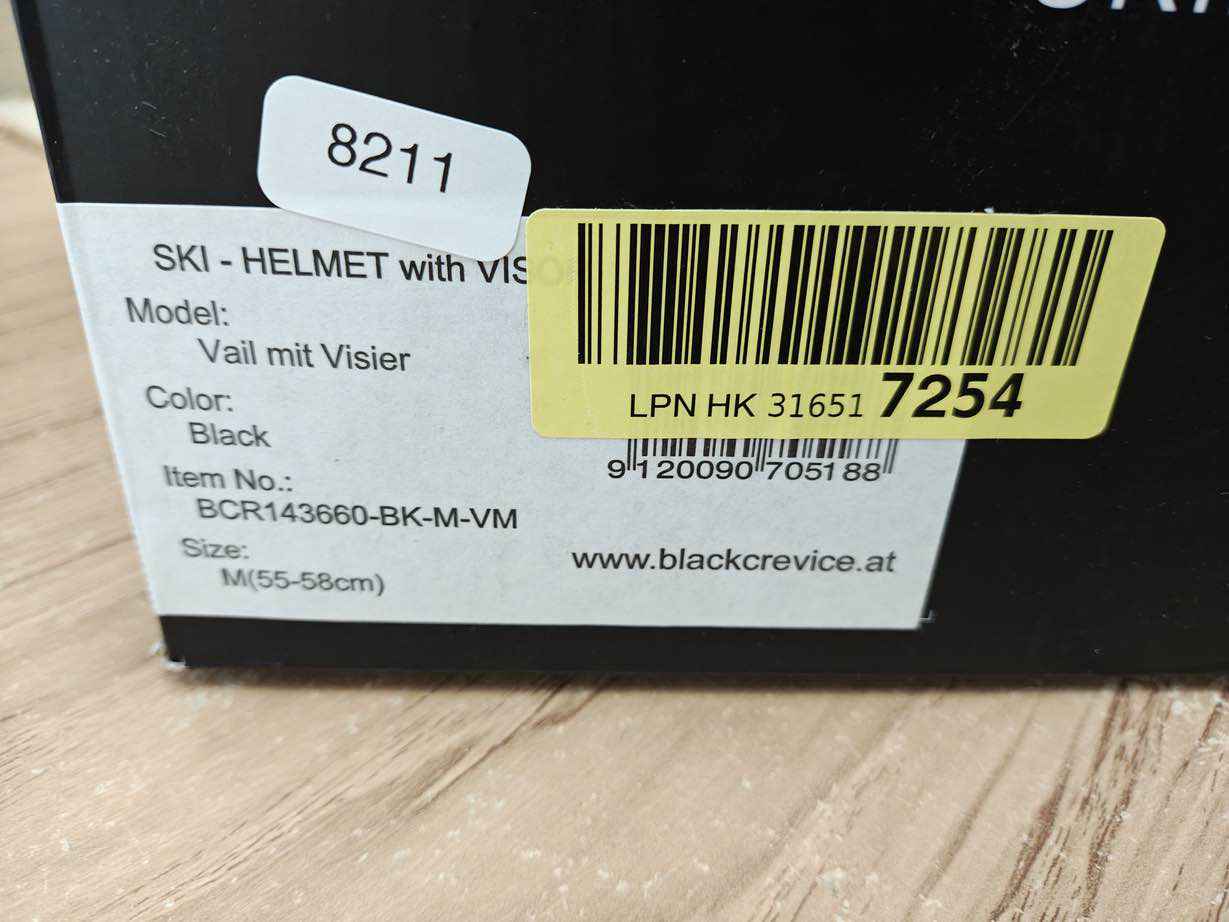 8211
SKI - HELMET with VISO
Model:
Vail mit Visier
Color:
Black
Item No.:
BCR143660-BK-M-VM
Size:
M(55-58cm)
LPN HK 31651 7254
9 120090 705188
www.blackcrevice.at